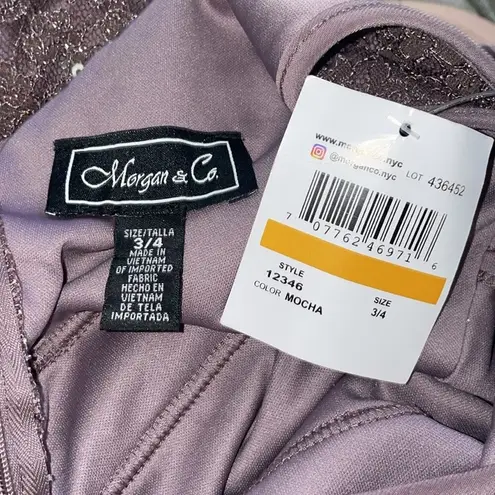 Morgan & Co.
SIZE/TALLA
3/4
MADE IN
VIETNAM
OF IMPORTED
FABRIC
HECHO EN
VIETNAM
DE TELA
IMPORTADA
@morganco.nyc
LOT 436452
7 07762 46971 6
STYLE
12346
COLOR MOCHA
SIZE
3/4